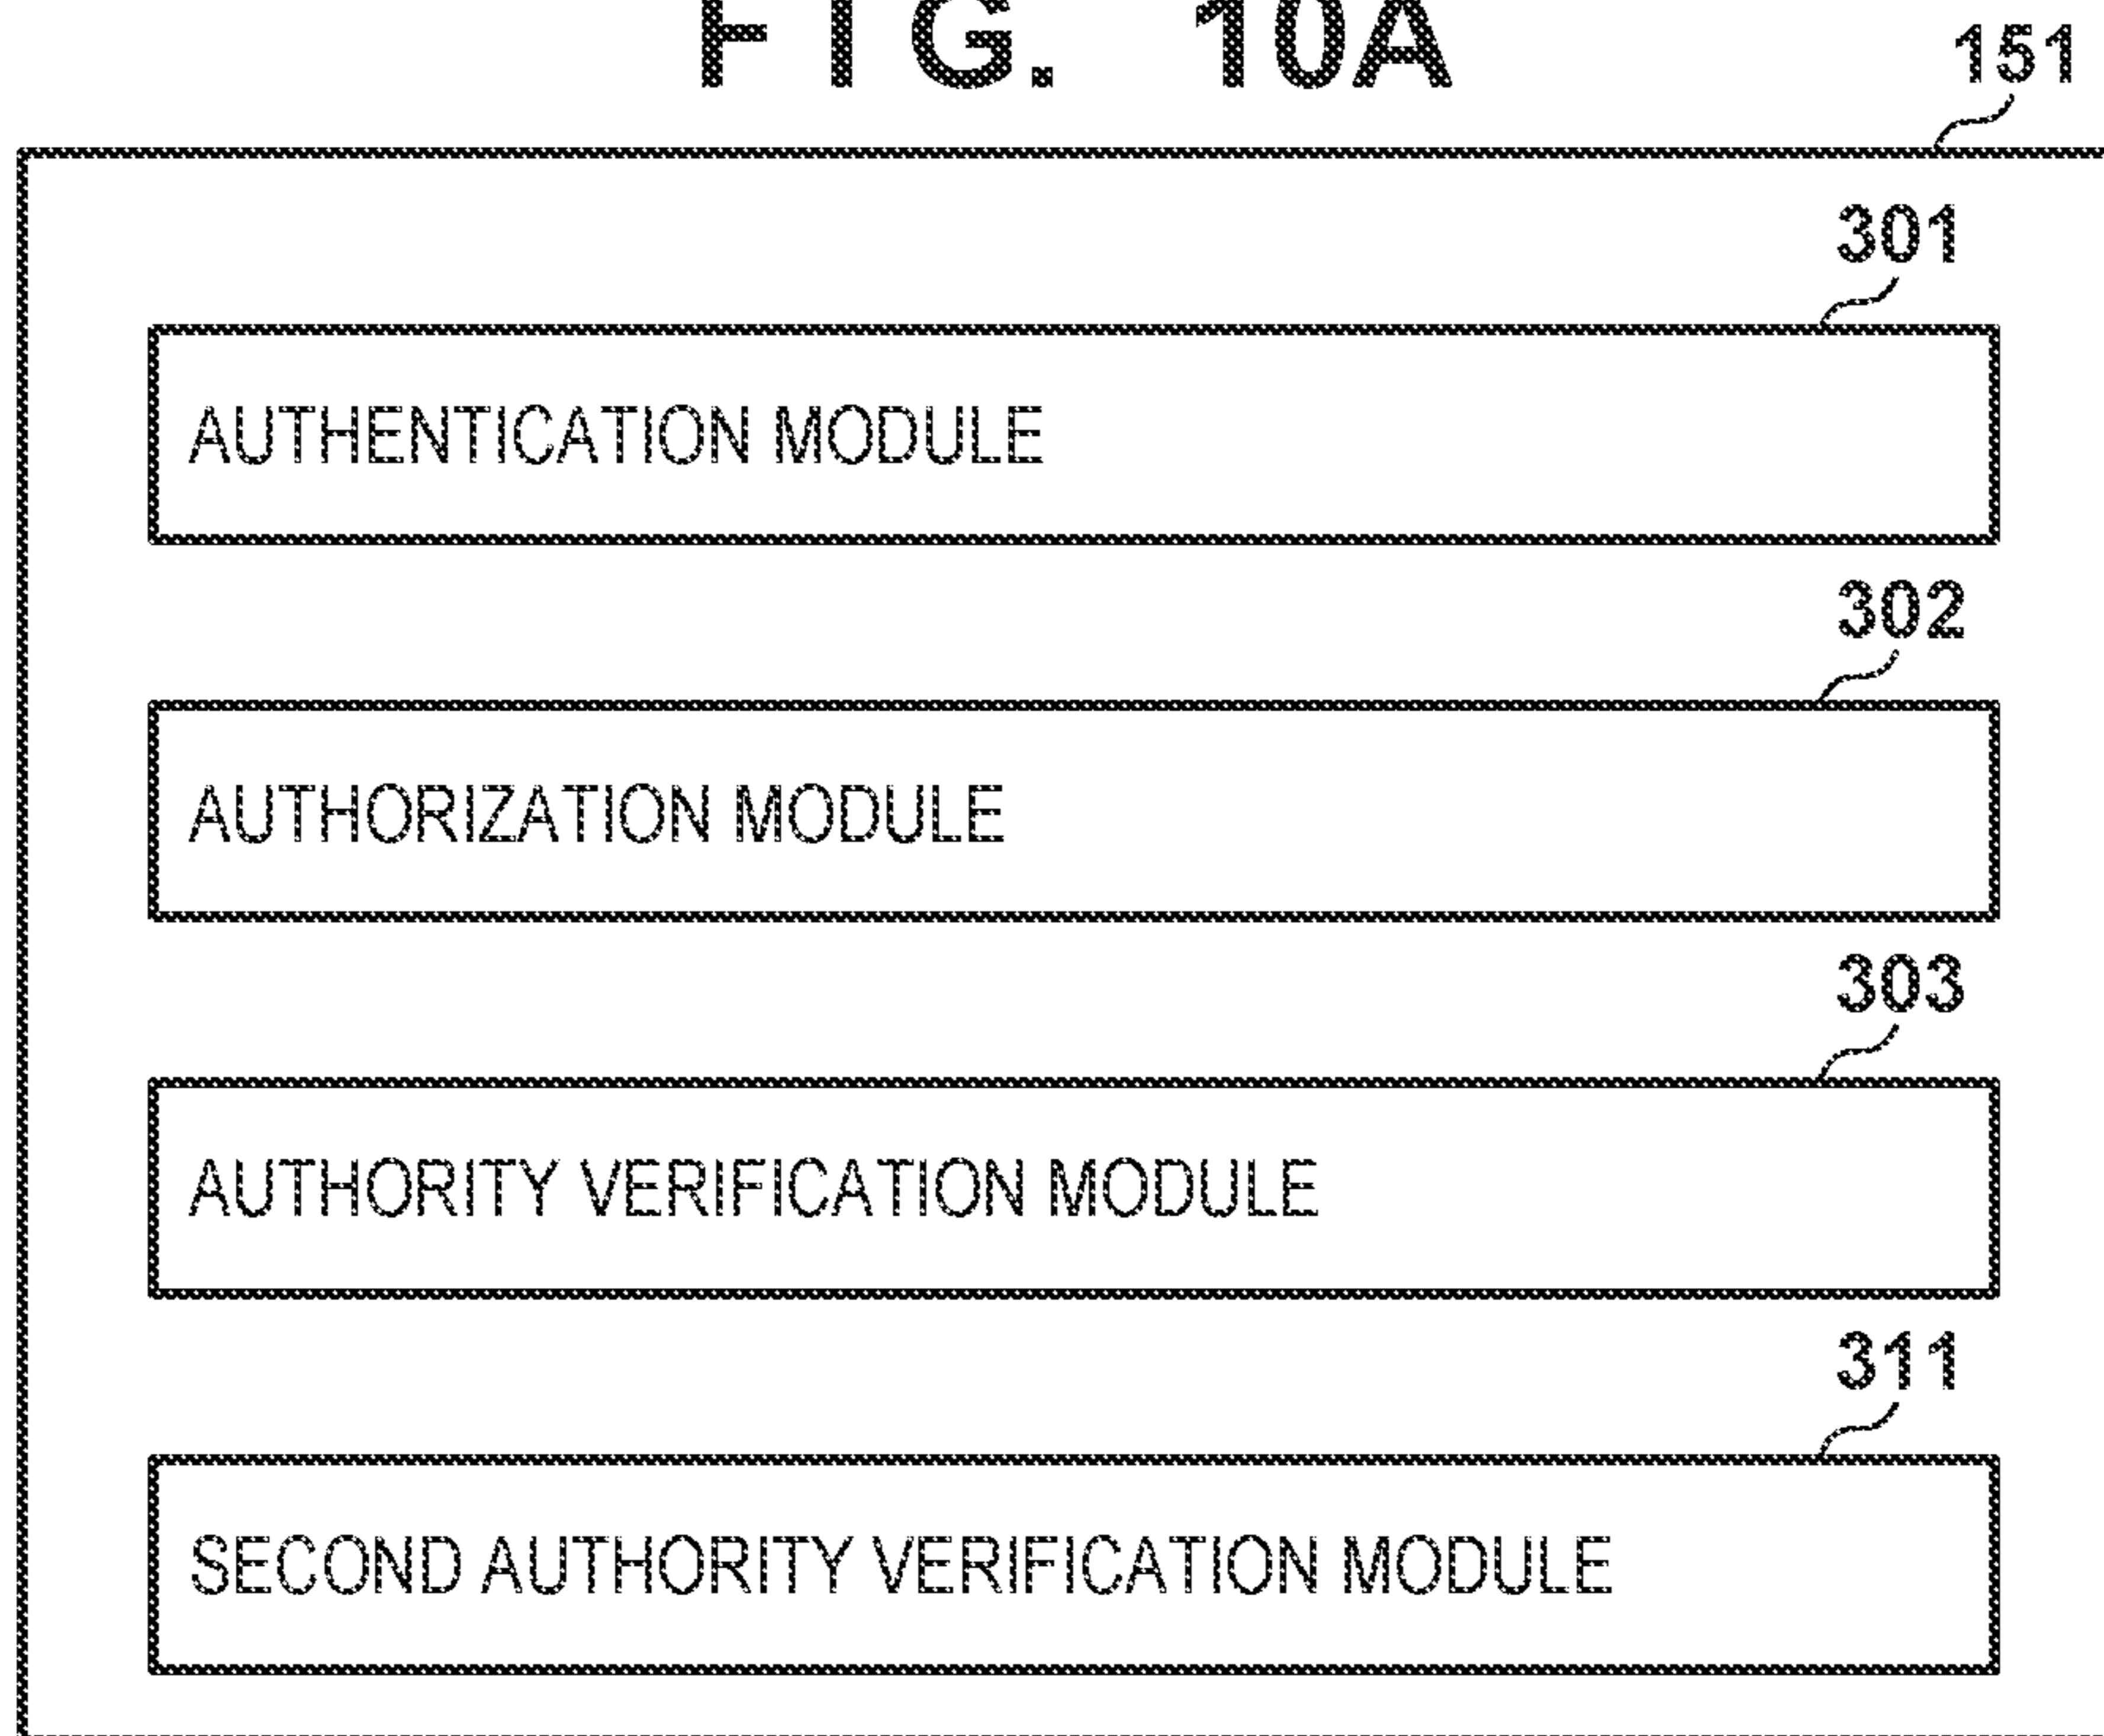 FIG. 10A
151
301
AUTHENTICATION MODULE
302
AUTHORIZATION MODULE
303
AUTHORITY VERIFICATION MODULE
311
SECOND AUTHORITY VERIFICATION MODULE